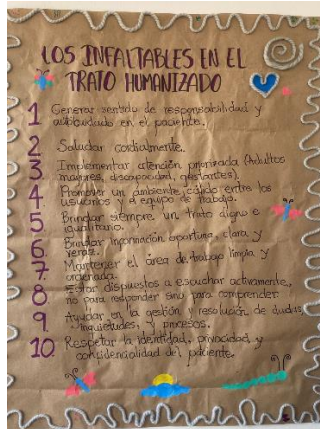 LOS INFALTABLES EN EL
TRATO HUMANIZADO
1 Generar sentido de responsabilidad y
autocuidado en el paciente.
2 Saludar cordialmente.
3 Implementar atención priorizada (Adultos
mayores, discapacidad, gestantes).
4 Promover un ambiente cálido entre los
usuarios y el equipo de trabajo.
5 Brindar siempre un trato digno e
igualitario.
6. Brindar información oportuna, clara y
veraz.
7 Mantener el área de trabajo limpia y
ordenada.
8 Estar dispuestos a escuchar activamente,
no para responder sino para comprender.
9. Ayudar en la gestión y resolución de dudas,
inquietudes, y procesos.
10 Respetar la identidad, privacidad y
confidencialidad del paciente.